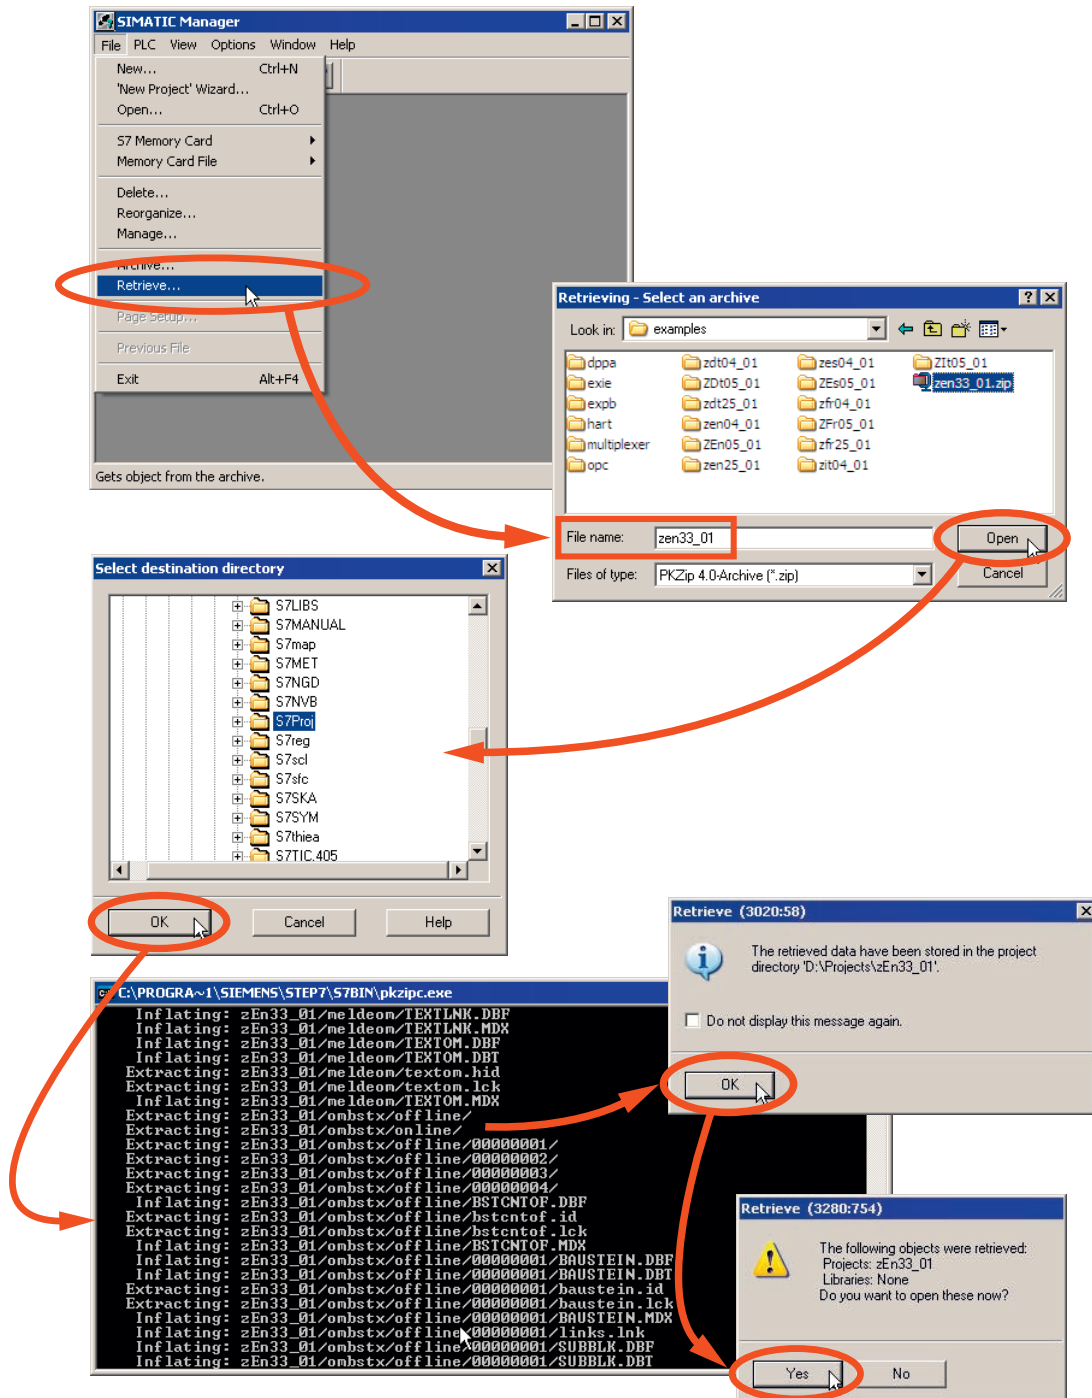 SIMATIC Manager
File PLC View Options Window Help
New... Ctrl+N
'New Project' Wizard...
Open... Ctrl+O
S7 Memory Card
Memory Card File
Delete...
Reorganize...
Manage...
Archive...
Retrieve...
Page Setup...
Previous File
Exit Alt+F4
Gets object from the archive.
Retrieving - Select an archive
Look in: examples
dppa zdt04_01 zes04_01 ZIt05_01
exie ZDt05_01 ZEs05_01 zen33_01.zip
expb zdt25_01 zfr04_01
hart zen04_01 ZFr05_01
multiplexer ZEn05_01 zfr25_01
opc zen25_01 zit04_01
File name: zen33_01 Open
Files of type: PKZip 4.0-Archive (*.zip) Cancel
Select destination directory
S7LIBS
S7MANUAL
S7map
S7MET
S7NGD
S7NVB
S7Proj
S7reg
S7scl
S7sfc
S7SKA
S7SYM
S7thiea
S7TIC.405
OK Cancel Help
Retrieve (3020:58)
The retrieved data have been stored in the project
directory 'D:\Projects\zEn33_01'.
Do not display this message again.
OK
C:\PROGRA~1\SIEMENS\STEP7\S7BIN\pkzipc.exe
Inflating: zEn33_01/meldeom/TEXTLNK.DBF
Inflating: zEn33_01/meldeom/TEXTLNK.MDX
Inflating: zEn33_01/meldeom/TEXTOM.DBF
Inflating: zEn33_01/meldeom/TEXTOM.DBT
Extracting: zEn33_01/meldeom/textom.hid
Extracting: zEn33_01/meldeom/textom.lck
Inflating: zEn33_01/meldeom/TEXTOM.MDX
Extracting: zEn33_01/ombstx/offline/
Extracting: zEn33_01/ombstx/online/
Extracting: zEn33_01/ombstx/offline/00000001/
Extracting: zEn33_01/ombstx/offline/00000002/
Extracting: zEn33_01/ombstx/offline/00000003/
Extracting: zEn33_01/ombstx/offline/00000004/
Inflating: zEn33_01/ombstx/offline/BSTCNTOF.DBF
Extracting: zEn33_01/ombstx/offline/bstcntof.id
Extracting: zEn33_01/ombstx/offline/bstcntof.lck
Inflating: zEn33_01/ombstx/offline/BSTCNTOF.MDX
Inflating: zEn33_01/ombstx/offline/00000001/BAUSTEIN.DBF
Inflating: zEn33_01/ombstx/offline/00000001/BAUSTEIN.DBT
Extracting: zEn33_01/ombstx/offline/00000001/baustein.id
Extracting: zEn33_01/ombstx/offline/00000001/baustein.lck
Inflating: zEn33_01/ombstx/offline/00000001/BAUSTEIN.MDX
Inflating: zEn33_01/ombstx/offline/00000001/links.lnk
Inflating: zEn33_01/ombstx/offline/00000001/SUBBLK.DBF
Inflating: zEn33_01/ombstx/offline/00000001/SUBBLK.DBT
Retrieve (3280:754)
The following objects were retrieved:
Projects: zEn33_01
Libraries: None
Do you want to open these now?
Yes No